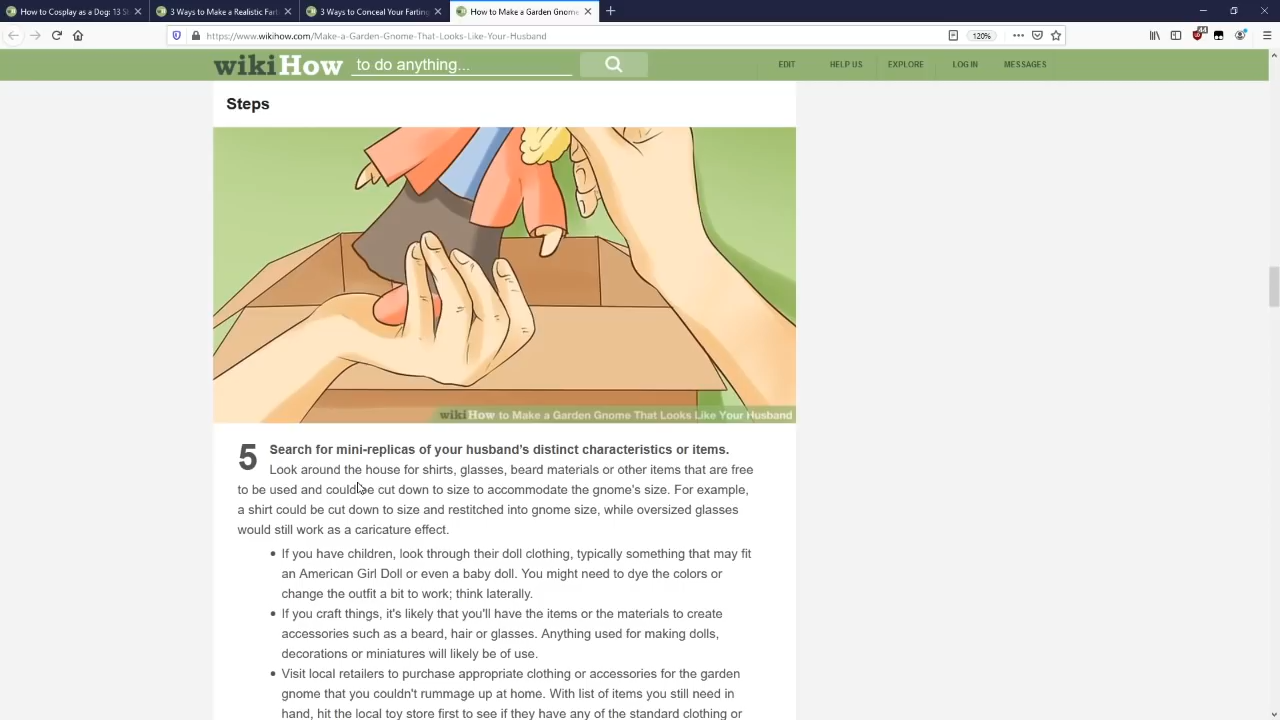 How to Cosplay as a Dog: 13 S
3 Ways to Make a Realistic Fart
3 Ways to Conceal Your Farting
How to Make a Garden Gnome
https://www.wikihow.com/Make-a-Garden-Gnome-That-Looks-Like-Your-Husband
120%
wikiHow to do anything...
EDIT
HELP US
EXPLORE
LOG IN
MESSAGES
Steps
wikiHow to Make a Garden Gnome That Looks Like Your Husband
5 Search for mini-replicas of your husband's distinct characteristics or items.
Look around the house for shirts, glasses, beard materials or other items that are free
to be used and could be cut down to size to accommodate the gnome's size. For example,
a shirt could be cut down to size and restitched into gnome size, while oversized glasses
would still work as a caricature effect.
• If you have children, look through their doll clothing, typically something that may fit
an American Girl Doll or even a baby doll. You might need to dye the colors or
change the outfit a bit to work; think laterally.
• If you craft things, it's likely that you'll have the items or the materials to create
accessories such as a beard, hair or glasses. Anything used for making dolls,
decorations or miniatures will likely be of use.
• Visit local retailers to purchase appropriate clothing or accessories for the garden
gnome that you couldn't rummage up at home. With list of items you still need in
hand, hit the local toy store first to see if they have any of the standard clothing or